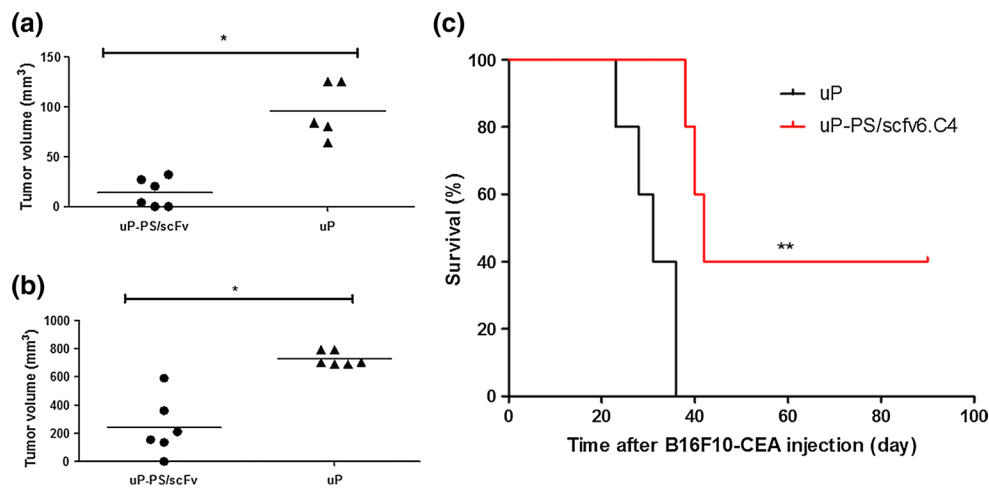 (a)
*
Tumor volume (mm3)
150
100
50
0
uP-PS/scFv
uP
(b)
*
Tumor volume (mm3)
1000
800
600
400
200
0
uP-PS/scFv
uP
(c)
Survival (%)
100
80
60
40
20
0
uP
uP-PS/scfv6.C4
**
0 20 40 60 80 100
Time after B16F10-CEA injection (day)